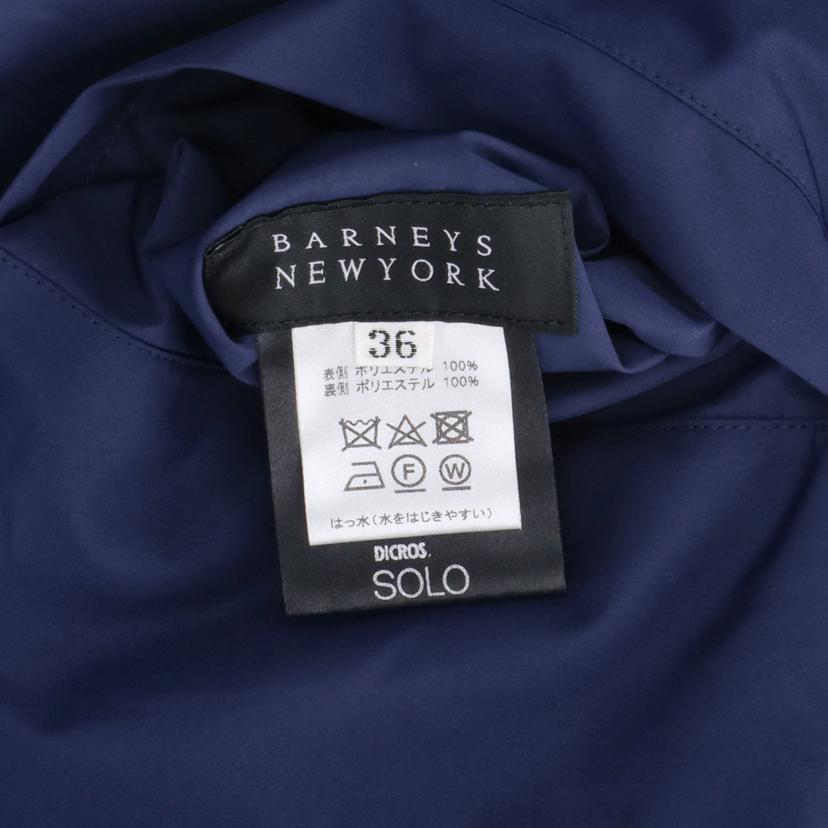 BARNEYS
NEWYORK
36
表側 ポリエステル 100%
裏側 ポリエステル 100%
F W
はっ水(水をはじきやすい)
DICROS.
SOLO